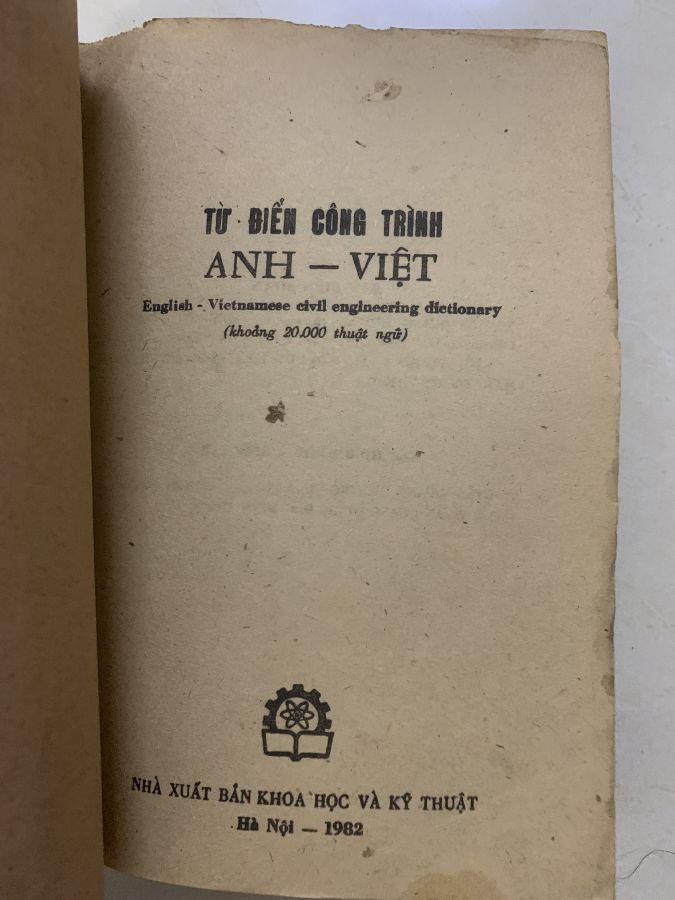 TỪ ĐIỂN CÔNG TRÌNH
ANH – VIỆT
English - Vietnamese civil engineering dictionary
(khoảng 20.000 thuật ngữ)
NHÀ XUẤT BẢN KHOA HỌC VÀ KỸ THUẬT
Hà Nội – 1982